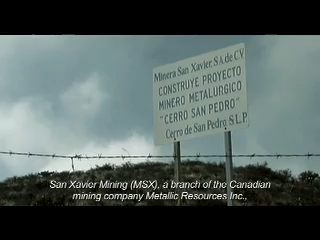 Minera San Xavier, S.A. de C.V.
CONSTRUYE PROYECTO
MINERO METALURGICO
"CERRO SAN PEDRO"
Cerro de San Pedro S.L.P.
San Xavier Mining (MSX), a branch of the Canadian
mining company Metallic Resources Inc.,